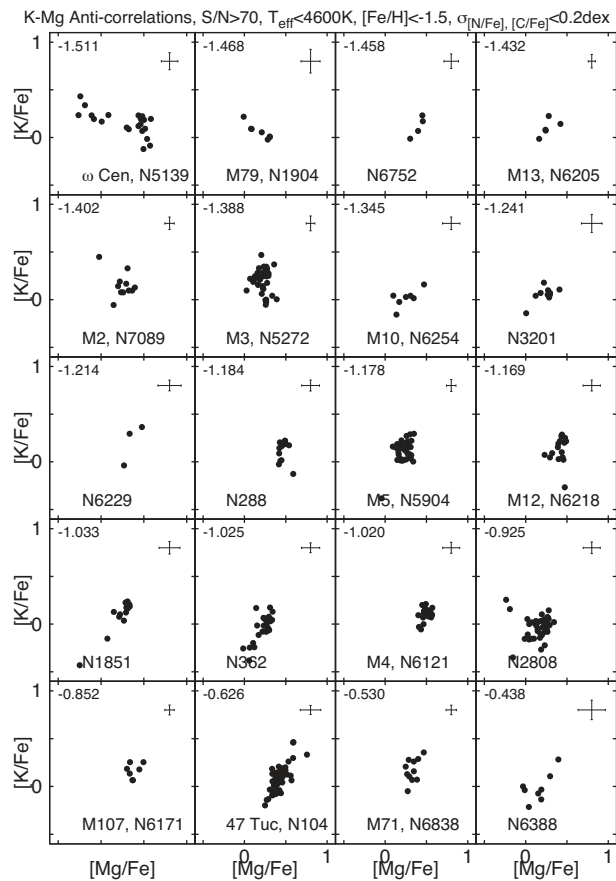 K-Mg Anti-correlations, S/N>70, Teff<4600K, [Fe/H]<-1.5, σ[N/Fe], [C/Fe]<0.2dex
1
-1.511
-1.468
-1.458
-1.432
[K/Fe]
0
ω Cen, N5139
M79, N1904
N6752
M13, N6205
1
-1.402
-1.388
-1.345
-1.241
[K/Fe]
0
M2, N7089
M3, N5272
M10, N6254
N3201
1
-1.214
-1.184
-1.178
-1.169
[K/Fe]
0
N6229
N288
M5, N5904
M12, N6218
1
-1.033
-1.025
-1.020
-0.925
[K/Fe]
0
N1851
N362
M4, N6121
N2808
1
-0.852
-0.626
-0.530
-0.438
[K/Fe]
0
M107, N6171
47 Tuc, N104
M71, N6838
N6388
0 1 0 1
[Mg/Fe] [Mg/Fe] [Mg/Fe] [Mg/Fe]